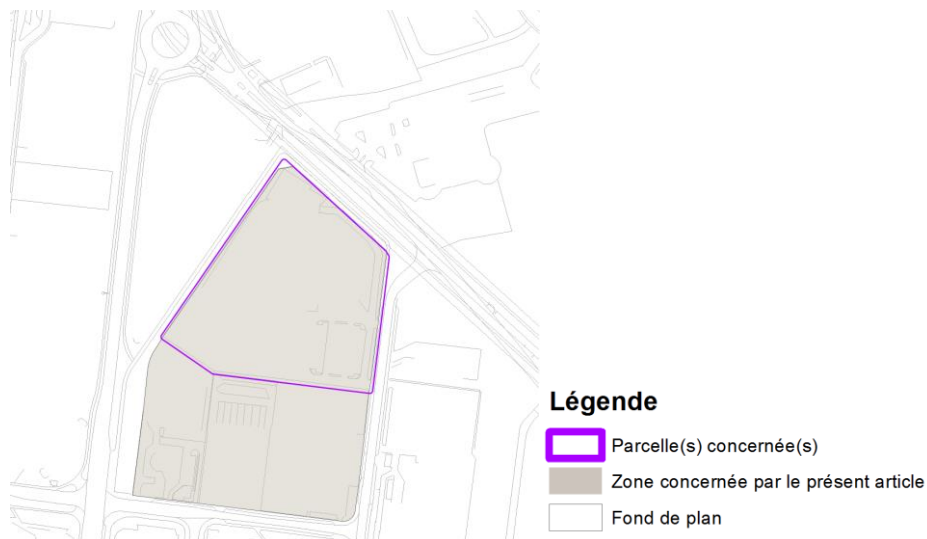 Légende
Parcelle(s) concernée(s)
Zone concernée par le présent article
Fond de plan